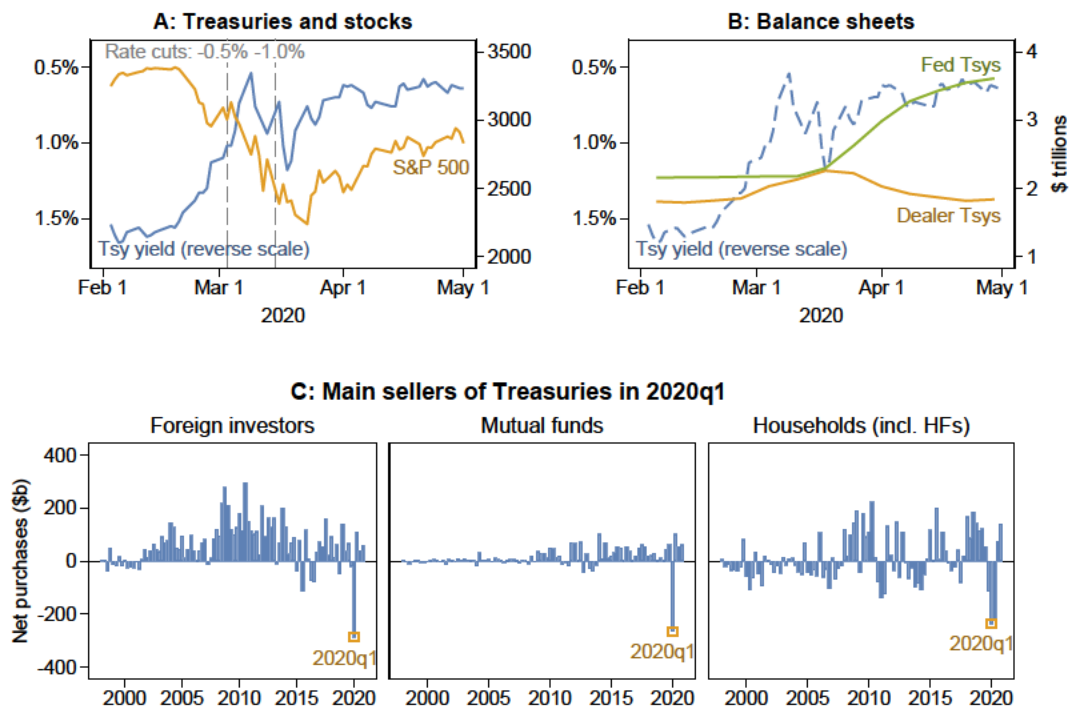 A: Treasuries and stocks
Rate cuts: -0.5% -1.0%
0.5%
1.0%
1.5%
3500
3000
2500
2000
S&P 500
Tsy yield (reverse scale)
Feb 1 Mar 1 Apr 1 May 1
2020
B: Balance sheets
0.5%
1.0%
1.5%
4
3
2
1
$ trillions
Fed Tsys
Dealer Tsys
Tsy yield (reverse scale)
Feb 1 Mar 1 Apr 1 May 1
2020
C: Main sellers of Treasuries in 2020q1
Foreign investors
Mutual funds
Households (incl. HFs)
Net purchases ($b)
400
200
0
-200
-400
2020q1
2020q1
2020q1
2000 2005 2010 2015 2020
2000 2005 2010 2015 2020
2000 2005 2010 2015 2020